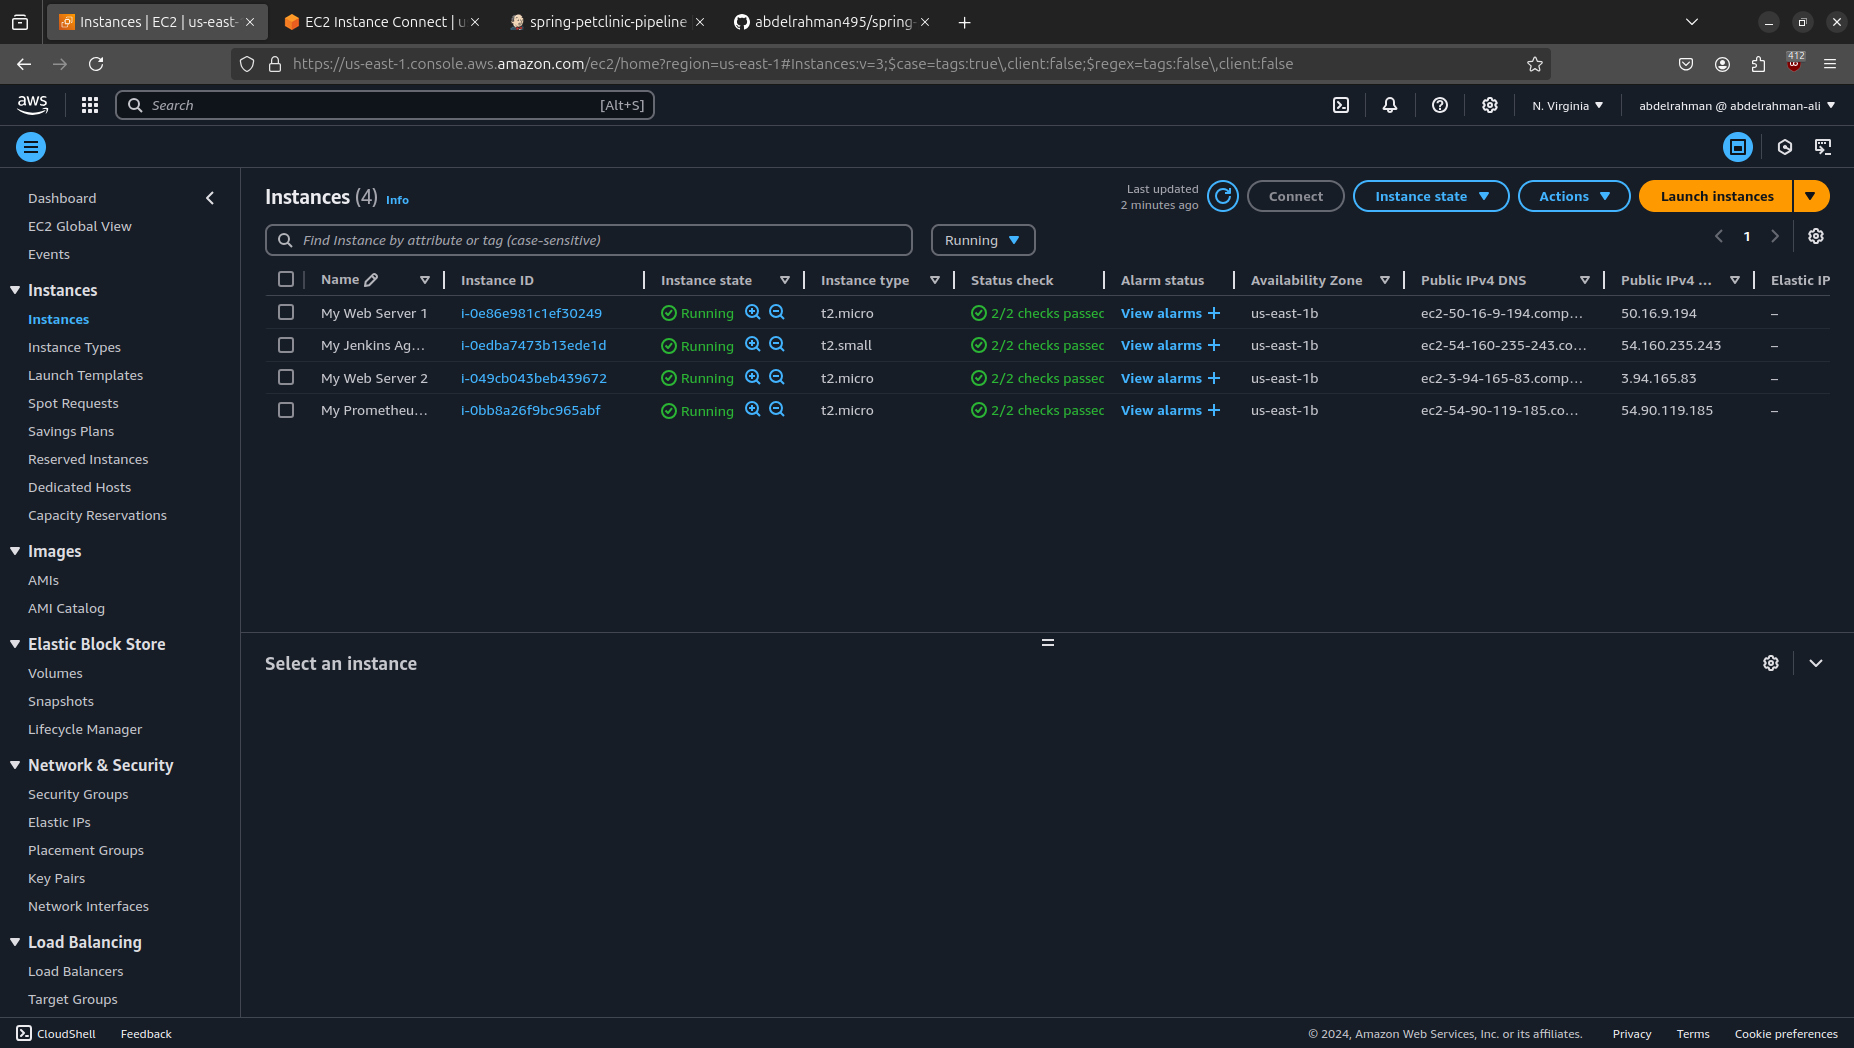 Instances | EC2 | us-east-
EC2 Instance Connect | u
spring-petclinic-pipeline
abdelrahman495/spring-
https://us-east-1.console.aws.amazon.com/ec2/home?region=us-east-1#Instances:v=3;$case=tags:true\,client:false;$regex=tags:false\,client:false
412
aws
Search [Alt+S]
N. Virginia
abdelrahman @ abdelrahman-ali
Dashboard
EC2 Global View
Events
Instances
Instances
Instance Types
Launch Templates
Spot Requests
Savings Plans
Reserved Instances
Dedicated Hosts
Capacity Reservations
Images
AMIs
AMI Catalog
Elastic Block Store
Volumes
Snapshots
Lifecycle Manager
Network & Security
Security Groups
Elastic IPs
Placement Groups
Key Pairs
Network Interfaces
Load Balancing
Load Balancers
Target Groups
Instances (4) Info
Last updated
2 minutes ago
Connect
Instance state
Actions
Launch instances
Find Instance by attribute or tag (case-sensitive)
Running
1
Name Instance ID Instance state Instance type Status check Alarm status Availability Zone Public IPv4 DNS Public IPv4 ... Elastic IP
My Web Server 1 i-0e86e981c1ef30249 Running t2.micro 2/2 checks passed View alarms + us-east-1b ec2-50-16-9-194.comp... 50.16.9.194 –
My Jenkins Ag... i-0edba7473b13ede1d Running t2.small 2/2 checks passed View alarms + us-east-1b ec2-54-160-235-243.co... 54.160.235.243 –
My Web Server 2 i-049cb043beb439672 Running t2.micro 2/2 checks passed View alarms + us-east-1b ec2-3-94-165-83.comp... 3.94.165.83 –
My Prometheu... i-0bb8a26f9bc965abf Running t2.micro 2/2 checks passed View alarms + us-east-1b ec2-54-90-119-185.co... 54.90.119.185 –
Select an instance
CloudShell Feedback © 2024, Amazon Web Services, Inc. or its affiliates. Privacy Terms Cookie preferences